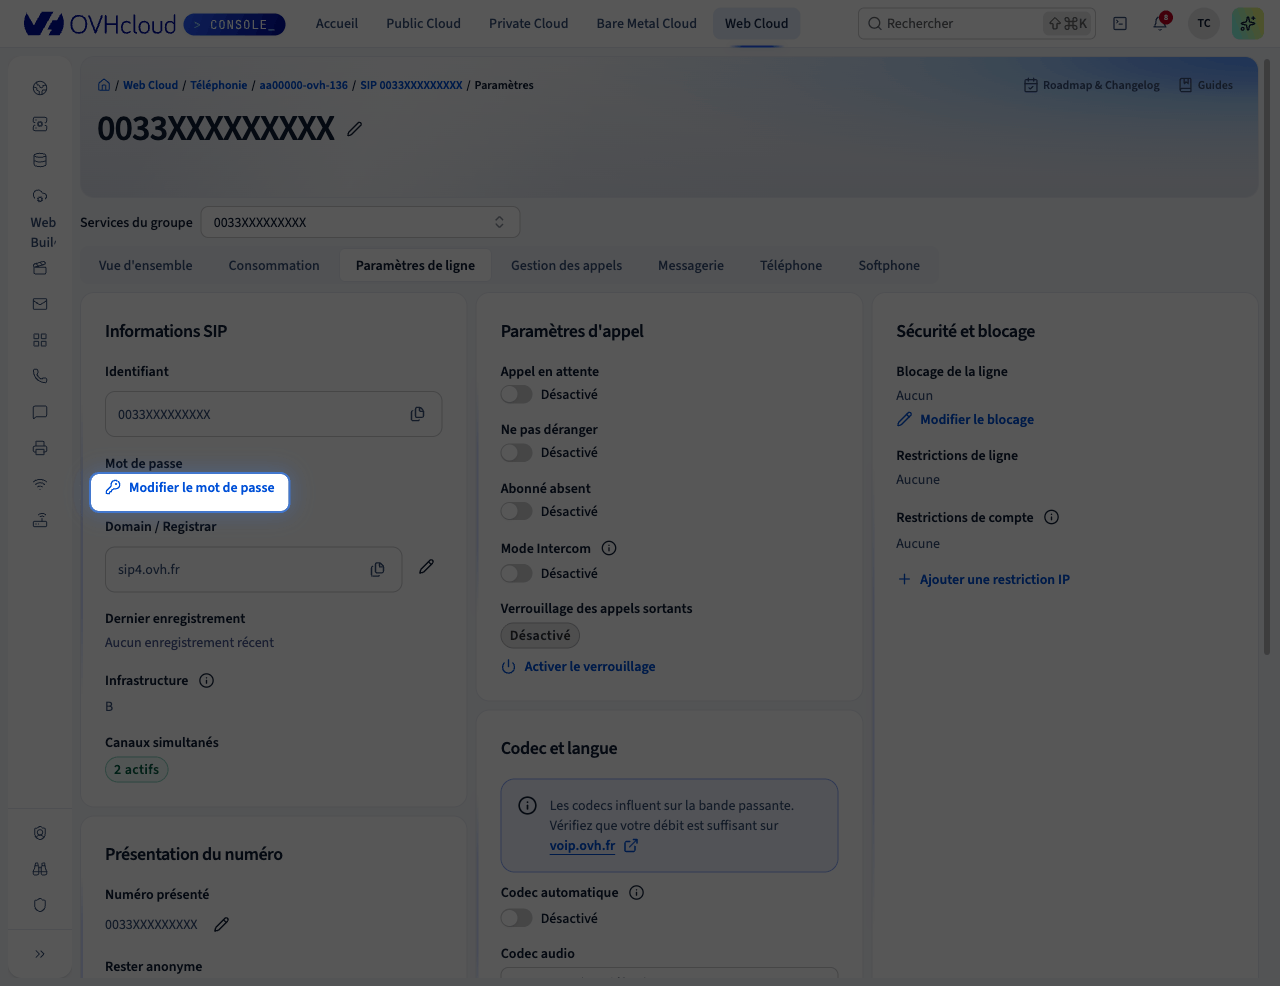 OVHcloud
> CONSOLE_
Accueil
Public Cloud
Private Cloud
Bare Metal Cloud
Web Cloud
Rechercher
⇧⌘K
8
TC
/ Web Cloud / Téléphonie / aa00000-ovh-136 / SIP 0033XXXXXXXXX / Paramètres
Roadmap & Changelog
Guides
0033XXXXXXXXX
Services du groupe
0033XXXXXXXXX
Web
Vue d'ensemble
Consommation
Paramètres de ligne
Gestion des appels
Messagerie
Téléphone
Softphone
Informations SIP
Identifiant
0033XXXXXXXXX
Mot de passe
Modifier le mot de passe
Domain / Registrar
sip4.ovh.fr
Dernier enregistrement
Aucun enregistrement récent
Infrastructure
B
Canaux simultanés
2 actifs
Présentation du numéro
Numéro présenté
0033XXXXXXXXX
Rester anonyme
Paramètres d'appel
Appel en attente
Désactivé
Ne pas déranger
Désactivé
Abonné absent
Désactivé
Mode Intercom
Désactivé
Verrouillage des appels sortants
Désactivé
Activer le verrouillage
Codec et langue
Les codecs influent sur la bande passante.
Vérifiez que votre débit est suffisant sur
voip.ovh.fr
Codec automatique
Désactivé
Codec audio
Sécurité et blocage
Blocage de la ligne
Aucun
Modifier le blocage
Restrictions de ligne
Aucune
Restrictions de compte
Aucune
Ajouter une restriction IP